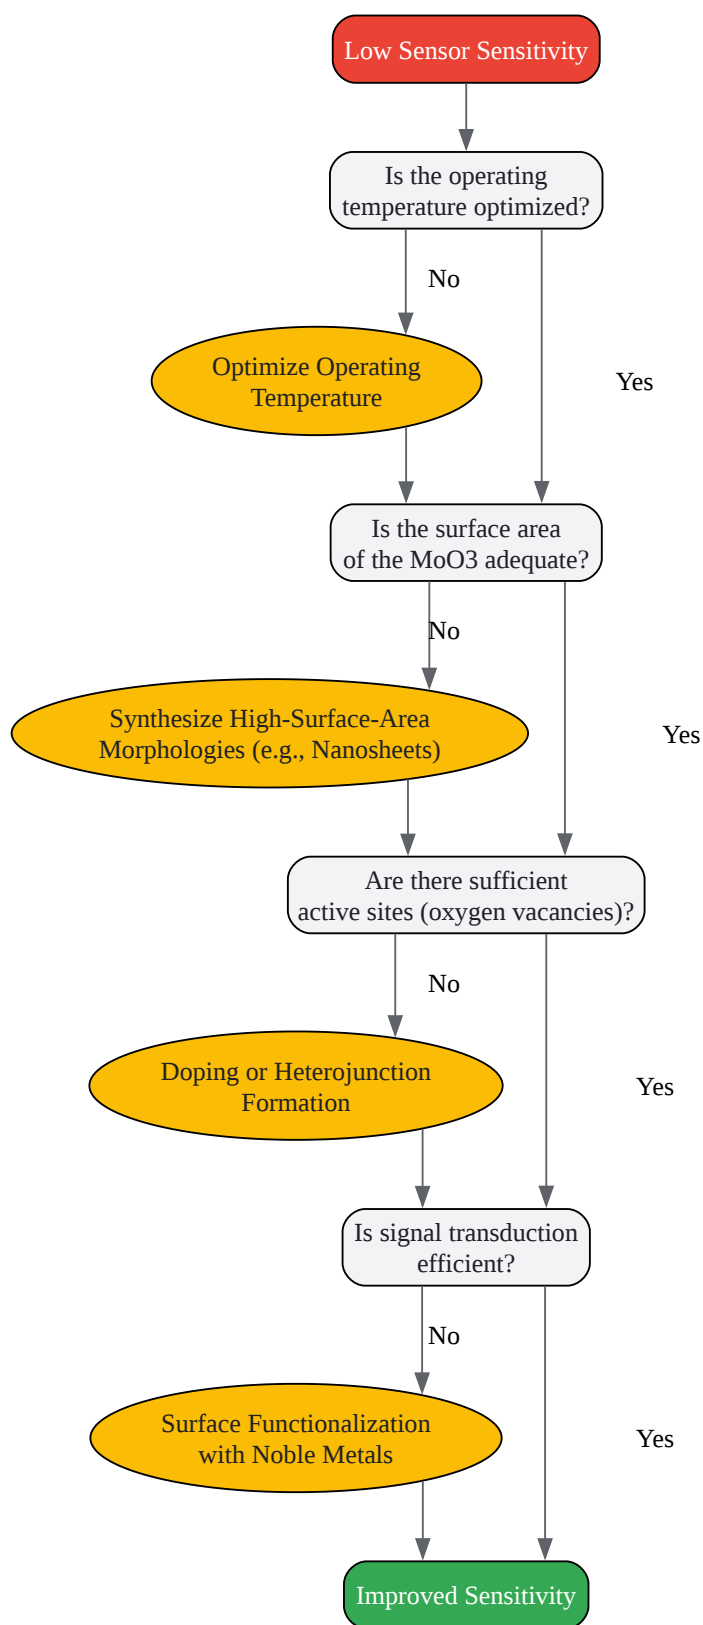 Low Sensor Sensitivity
Is the operating
temperature optimized?
No
Optimize Operating
Temperature
Yes
Is the surface area
of the MoO3 adequate?
No
Synthesize High-Surface-Area
Morphologies (e.g., Nanosheets)
Yes
Are there sufficient
active sites (oxygen vacancies)?
No
Doping or Heterojunction
Formation
Yes
Is signal transduction
efficient?
No
Surface Functionalization
with Noble Metals
Yes
Improved Sensitivity